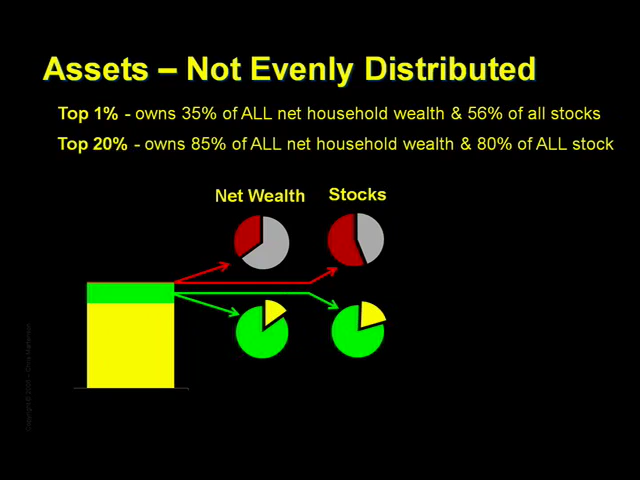 Assets – Not Evenly Distributed
Top 1% - owns 35% of ALL net household wealth & 56% of all stocks
Top 20% - owns 85% of ALL net household wealth & 80% of ALL stock
Net Wealth
Stocks